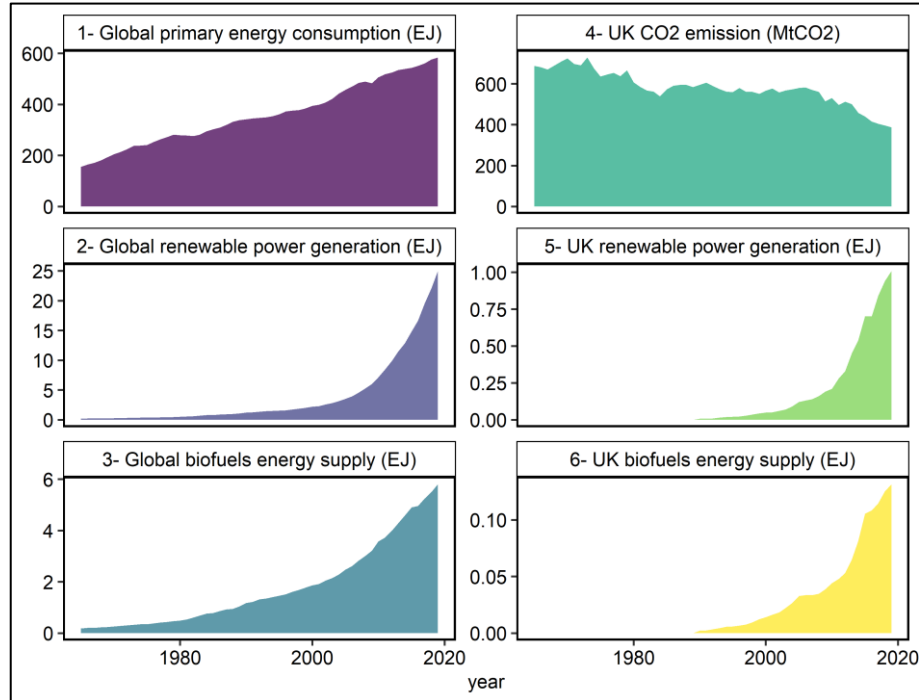 1- Global primary energy consumption (EJ)
600
400
200
0
4- UK CO2 emission (MtCO2)
600
400
200
0
2- Global renewable power generation (EJ)
25
20
15
10
5
0
5- UK renewable power generation (EJ)
1.00
0.75
0.50
0.25
0.00
3- Global biofuels energy supply (EJ)
6
4
2
0
6- UK biofuels energy supply (EJ)
0.10
0.05
0.00
1980 2000 2020
1980 2000 2020
year